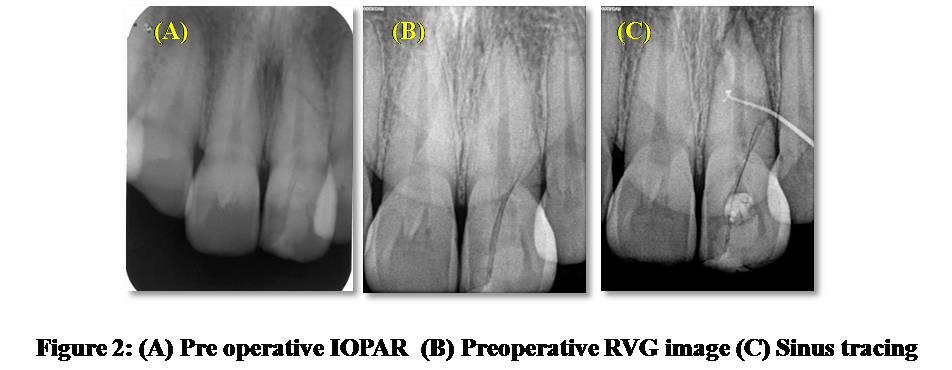 (A) (B) (C)
Figure 2: (A) Pre operative IOPAR (B) Preoperative RVG image (C) Sinus tracing